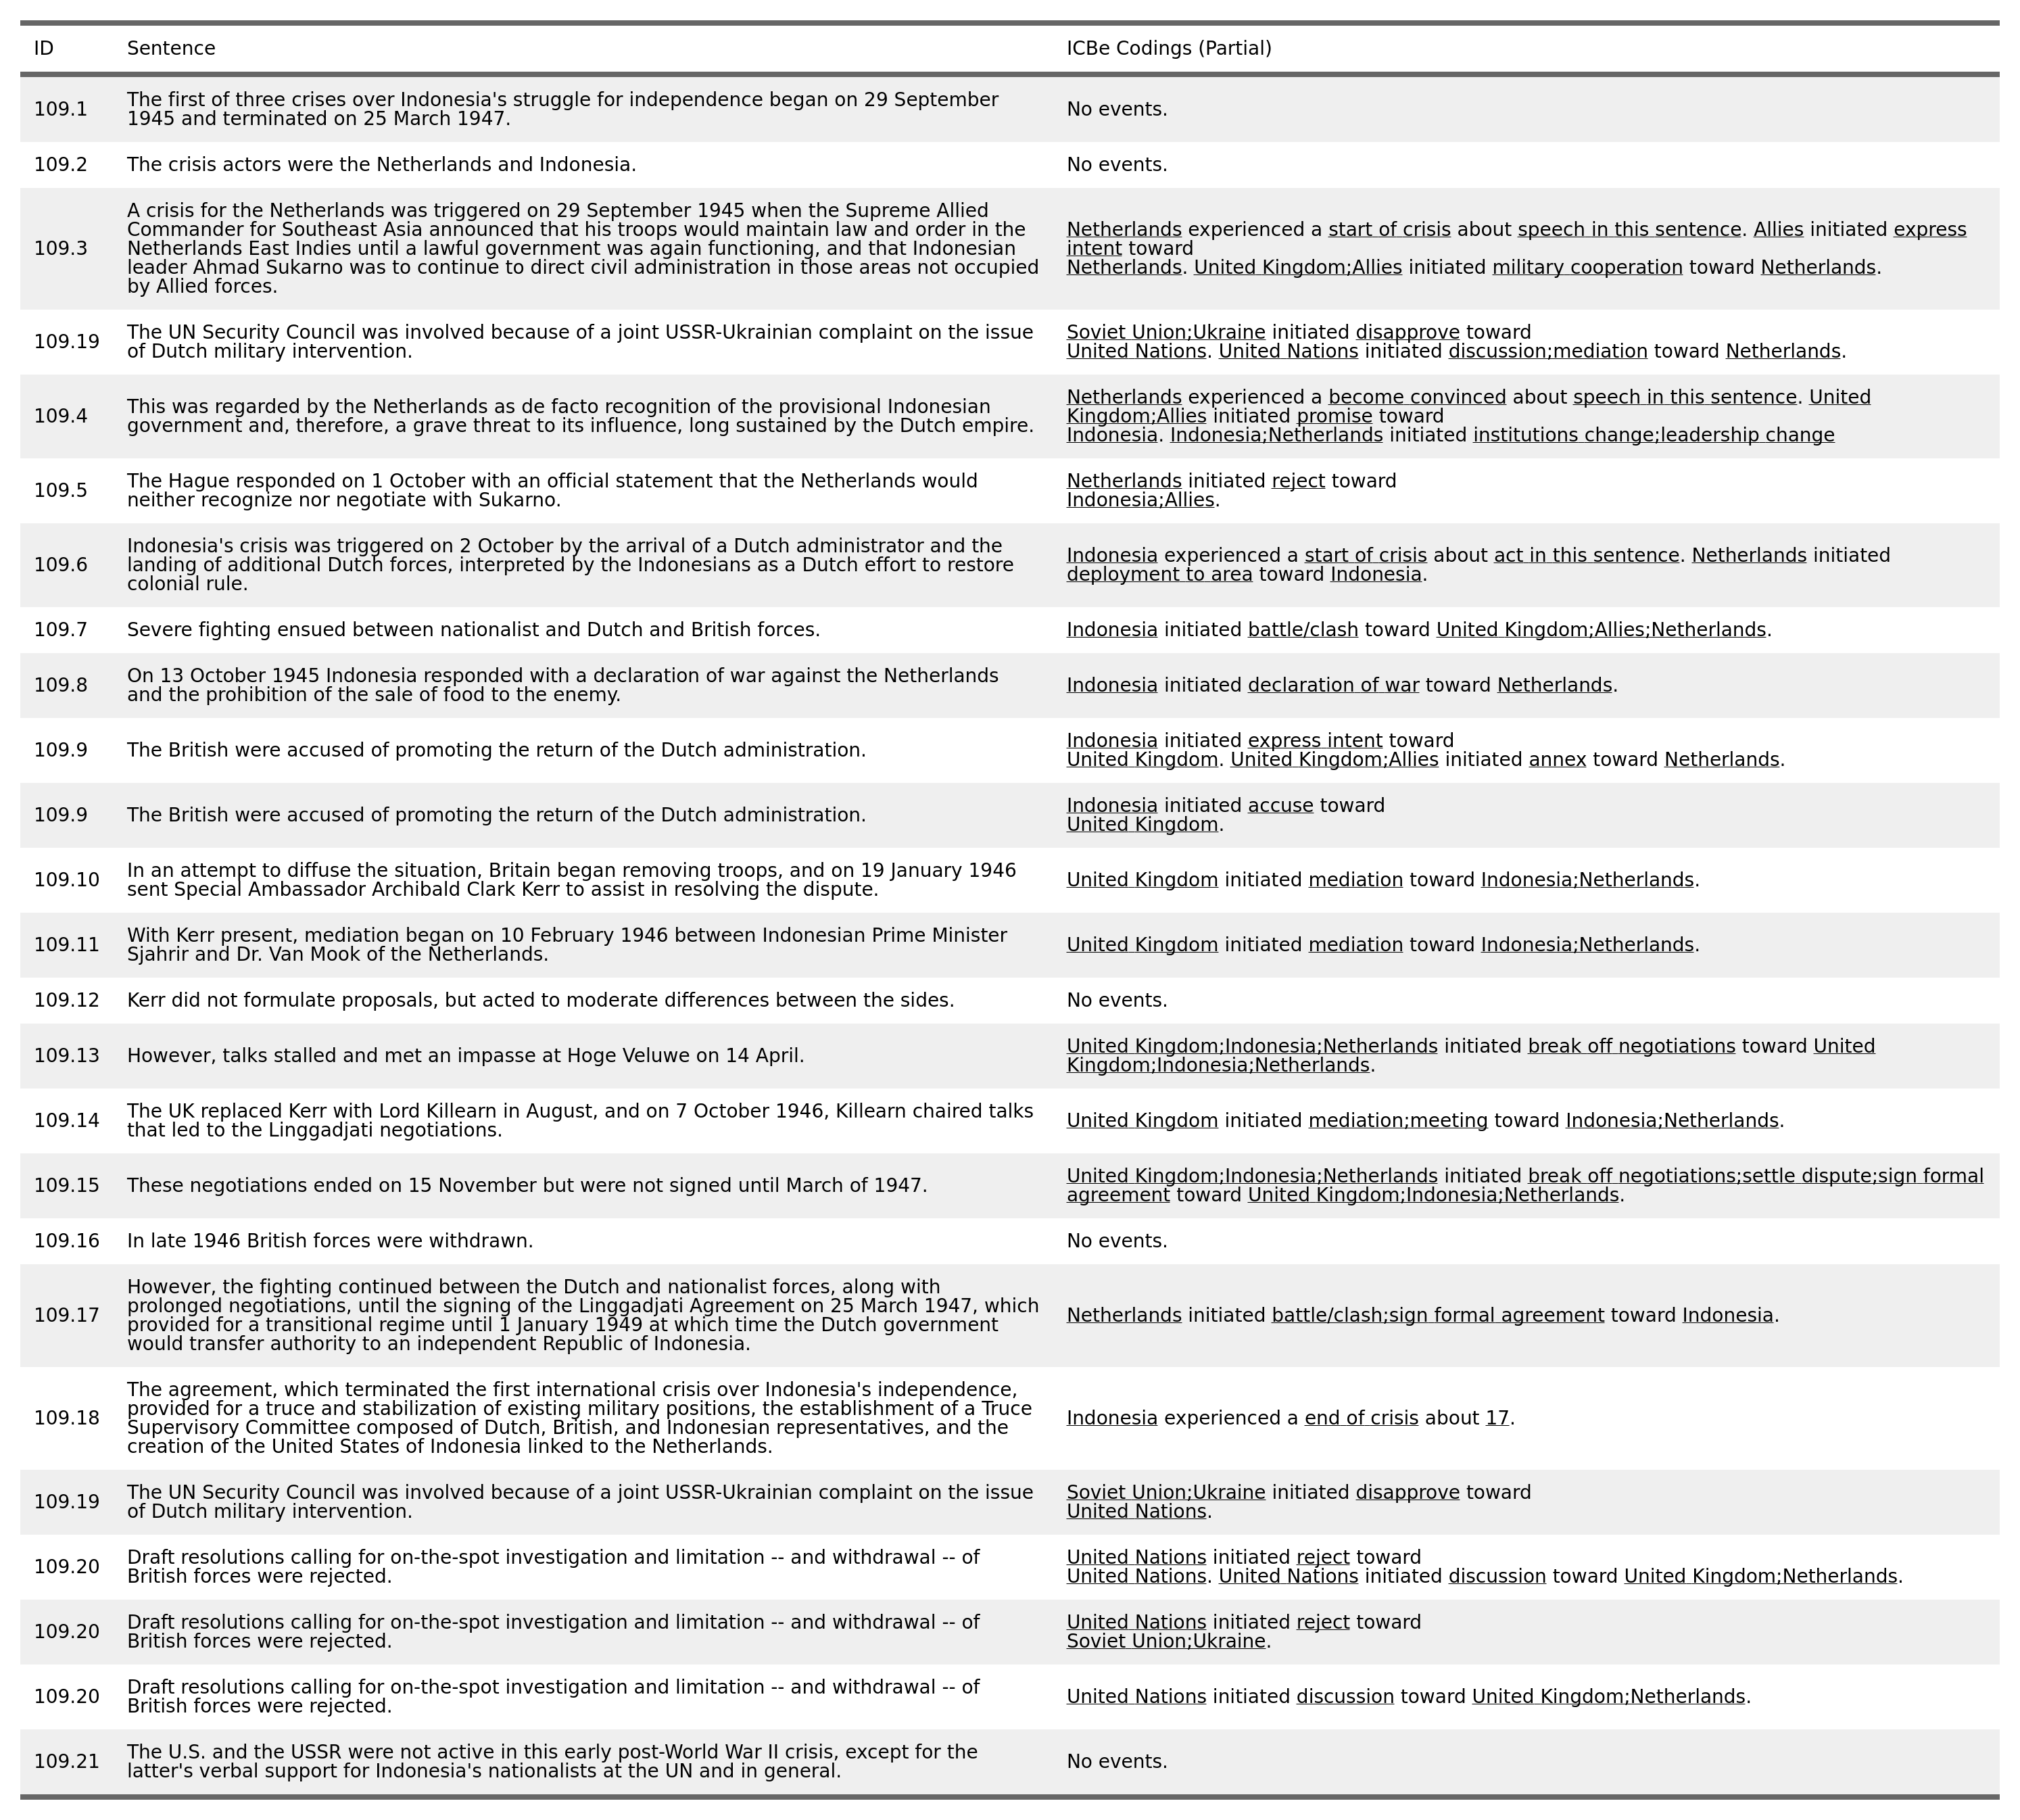 ID Sentence ICBe Codings (Partial)
109.1 The first of three crises over Indonesia's struggle for independence began on 29 September
1945 and terminated on 25 March 1947.
No events.
109.2 The crisis actors were the Netherlands and Indonesia. No events.
109.3
A crisis for the Netherlands was triggered on 29 September 1945 when the Supreme Allied
Commander for Southeast Asia announced that his troops would maintain law and order in the
Netherlands East Indies until a lawful government was again functioning, and that Indonesian
leader Ahmad Sukarno was to continue to direct civil administration in those areas not occupied
by Allied forces.
Netherlands experienced a start of crisis about speech in this sentence. Allies initiated express
intent toward
Netherlands. United Kingdom;Allies initiated military cooperation toward Netherlands.
109.19
The UN Security Council was involved because of a joint USSR-Ukrainian complaint on the issue
of Dutch military intervention.
Soviet Union;Ukraine initiated disapprove toward
United Nations. United Nations initiated discussion;mediation toward Netherlands.
109.4
This was regarded by the Netherlands as de facto recognition of the provisional Indonesian
government and, therefore, a grave threat to its influence, long sustained by the Dutch empire.
Netherlands experienced a become convinced about speech in this sentence. United
Kingdom;Allies initiated promise toward
Indonesia. Indonesia;Netherlands initiated institutions change;leadership change
109.5
The Hague responded on 1 October with an official statement that the Netherlands would
neither recognize nor negotiate with Sukarno.
Netherlands initiated reject toward
Indonesia;Allies.
109.6
Indonesia's crisis was triggered on 2 October by the arrival of a Dutch administrator and the
landing of additional Dutch forces, interpreted by the Indonesians as a Dutch effort to restore
colonial rule.
Indonesia experienced a start of crisis about act in this sentence. Netherlands initiated
deployment to area toward Indonesia.
109.7 Severe fighting ensued between nationalist and Dutch and British forces. Indonesia initiated battle/clash toward United Kingdom;Allies;Netherlands.
109.8
On 13 October 1945 Indonesia responded with a declaration of war against the Netherlands
and the prohibition of the sale of food to the enemy.
Indonesia initiated declaration of war toward Netherlands.
109.9 The British were accused of promoting the return of the Dutch administration.
Indonesia initiated express intent toward
United Kingdom. United Kingdom;Allies initiated annex toward Netherlands.
109.9 The British were accused of promoting the return of the Dutch administration.
Indonesia initiated accuse toward
United Kingdom.
109.10
In an attempt to diffuse the situation, Britain began removing troops, and on 19 January 1946
sent Special Ambassador Archibald Clark Kerr to assist in resolving the dispute.
United Kingdom initiated mediation toward Indonesia;Netherlands.
109.11
With Kerr present, mediation began on 10 February 1946 between Indonesian Prime Minister
Sjahrir and Dr. Van Mook of the Netherlands.
United Kingdom initiated mediation toward Indonesia;Netherlands.
109.12 Kerr did not formulate proposals, but acted to moderate differences between the sides. No events.
109.13 However, talks stalled and met an impasse at Hoge Veluwe on 14 April.
United Kingdom;Indonesia;Netherlands initiated break off negotiations toward United
Kingdom;Indonesia;Netherlands.
109.14
The UK replaced Kerr with Lord Killearn in August, and on 7 October 1946, Killearn chaired talks
that led to the Linggadjati negotiations.
United Kingdom initiated mediation;meeting toward Indonesia;Netherlands.
109.15 These negotiations ended on 15 November but were not signed until March of 1947.
United Kingdom;Indonesia;Netherlands initiated break off negotiations;settle dispute;sign formal
agreement toward United Kingdom;Indonesia;Netherlands.
109.16 In late 1946 British forces were withdrawn. No events.
109.17
However, the fighting continued between the Dutch and nationalist forces, along with
prolonged negotiations, until the signing of the Linggadjati Agreement on 25 March 1947, which
provided for a transitional regime until 1 January 1949 at which time the Dutch government
would transfer authority to an independent Republic of Indonesia.
Netherlands initiated battle/clash;sign formal agreement toward Indonesia.
109.18
The agreement, which terminated the first international crisis over Indonesia's independence,
provided for a truce and stabilization of existing military positions, the establishment of a Truce
Supervisory Committee composed of Dutch, British, and Indonesian representatives, and the
creation of the United States of Indonesia linked to the Netherlands.
Indonesia experienced a end of crisis about 17.
109.19
The UN Security Council was involved because of a joint USSR-Ukrainian complaint on the issue
of Dutch military intervention.
Soviet Union;Ukraine initiated disapprove toward
United Nations.
109.20
Draft resolutions calling for on-the-spot investigation and limitation -- and withdrawal -- of
British forces were rejected.
United Nations initiated reject toward
United Nations. United Nations initiated discussion toward United Kingdom;Netherlands.
109.20
Draft resolutions calling for on-the-spot investigation and limitation -- and withdrawal -- of
British forces were rejected.
United Nations initiated reject toward
Soviet Union;Ukraine.
109.20
Draft resolutions calling for on-the-spot investigation and limitation -- and withdrawal -- of
British forces were rejected.
United Nations initiated discussion toward United Kingdom;Netherlands.
109.21
The U.S. and the USSR were not active in this early post-World War II crisis, except for the
latter's verbal support for Indonesia's nationalists at the UN and in general.
No events.